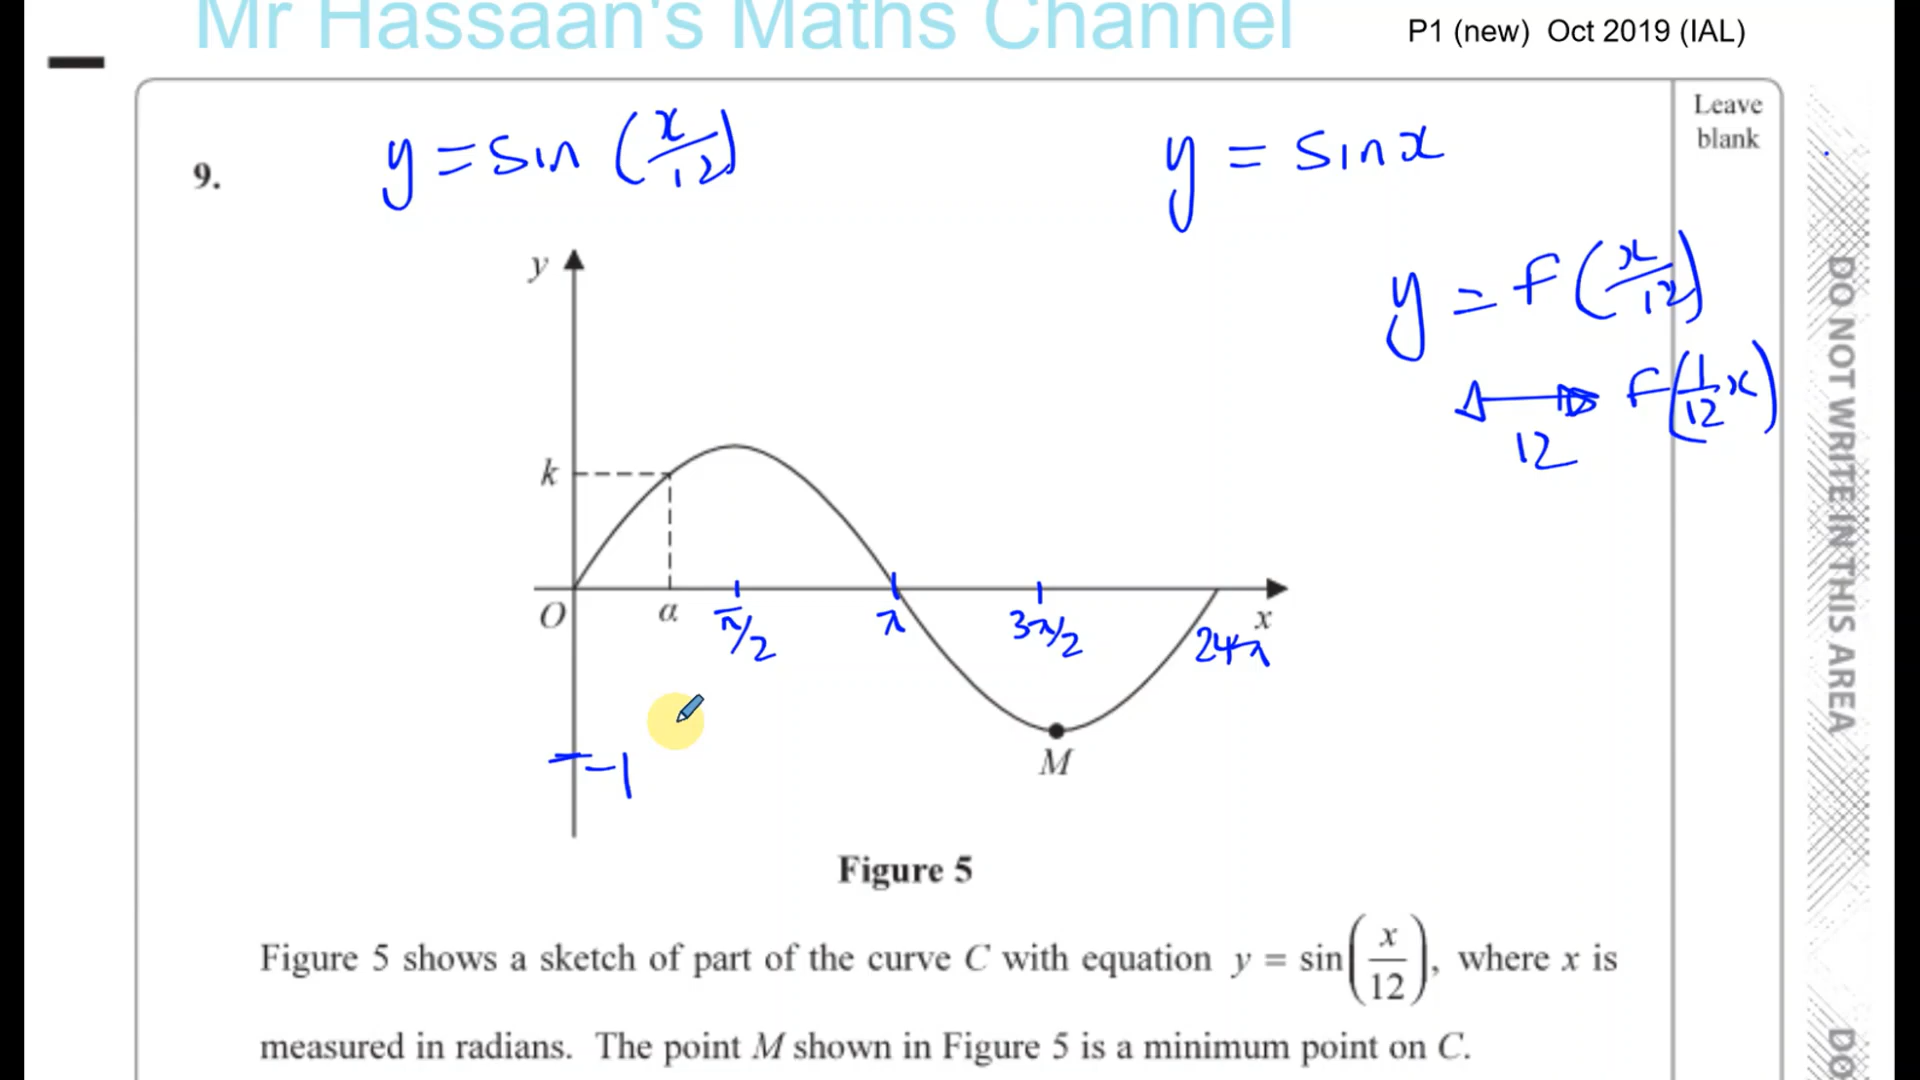 Mr Hassaan's Maths Channel
P1 (new) Oct 2019 (IAL)
Leave
blank
9.
y = sin (x/12)
y = sin x
y = f(x/12)
f(1/12 x)
12
y
k
O
α
π/2
π
3π/2
24π
x
-1
M
Figure 5
Figure 5 shows a sketch of part of the curve C with equation y = sin(x/12), where x is
measured in radians. The point M shown in Figure 5 is a minimum point on C.
DO NOT WRITE IN THIS AREA
DO